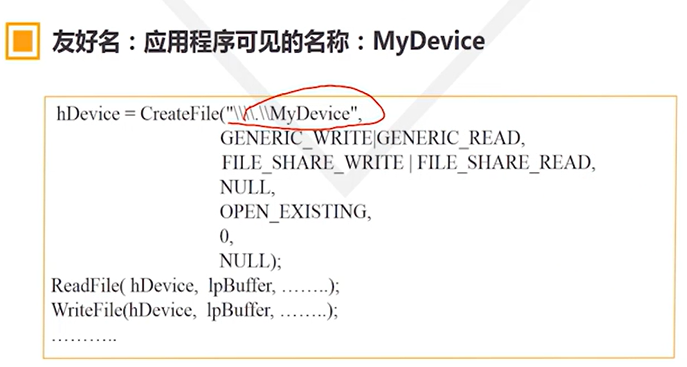 友好名：应用程序可见的名称：MyDevice
hDevice = CreateFile("\\\\.\\MyDevice",
GENERIC_WRITE|GENERIC_READ,
FILE_SHARE_WRITE | FILE_SHARE_READ,
NULL,
OPEN_EXISTING,
0,
NULL);
ReadFile( hDevice, lpBuffer, ……..);
WriteFile(hDevice, lpBuffer, ……..);
………..